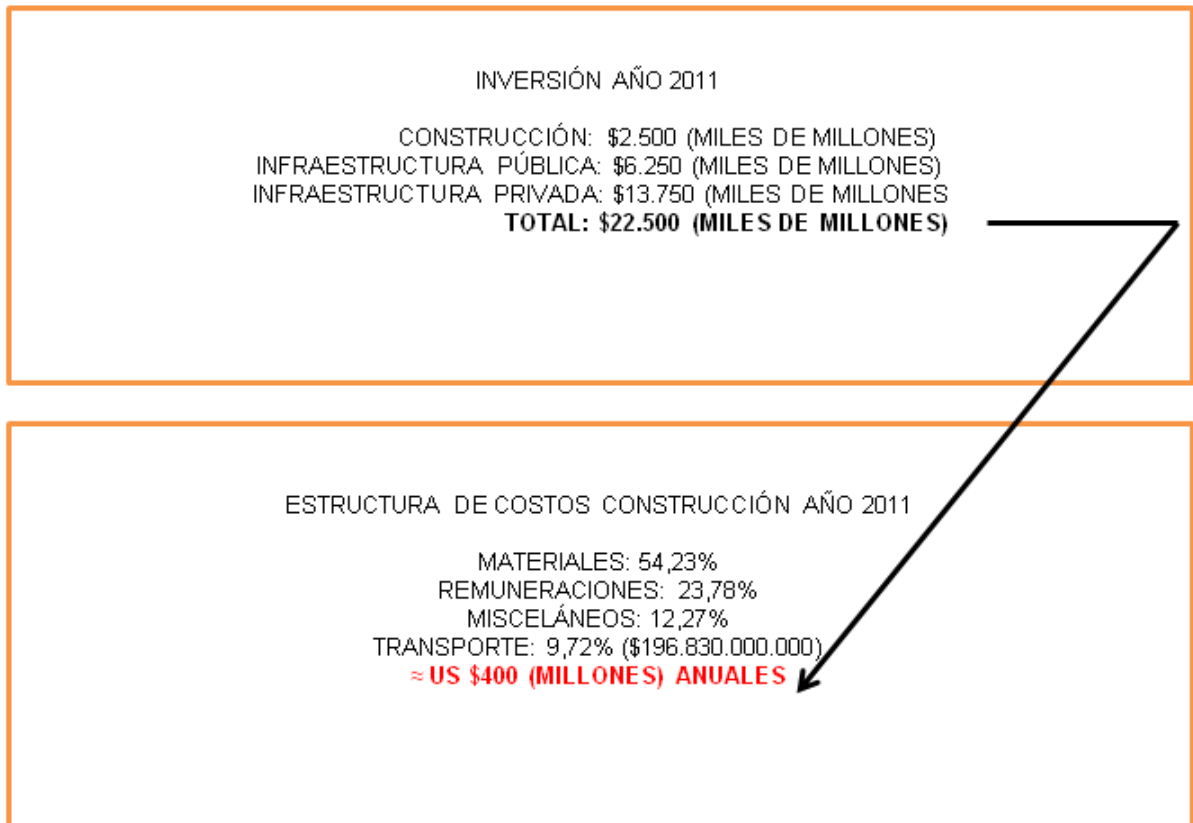 INVERSIÓN AÑO 2011
CONSTRUCCIÓN: $2.500 (MILES DE MILLONES)
INFRAESTRUCTURA PÚBLICA: $6.250 (MILES DE MILLONES)
INFRAESTRUCTURA PRIVADA: $13.750 (MILES DE MILLONES
TOTAL: $22.500 (MILES DE MILLONES)
ESTRUCTURA DE COSTOS CONSTRUCCIÓN AÑO 2011
MATERIALES: 54,23%
REMUNERACIONES: 23,78%
MISCELÁNEOS: 12,27%
TRANSPORTE: 9,72% ($196.830.000.000)
≈ US $400 (MILLONES) ANUALES